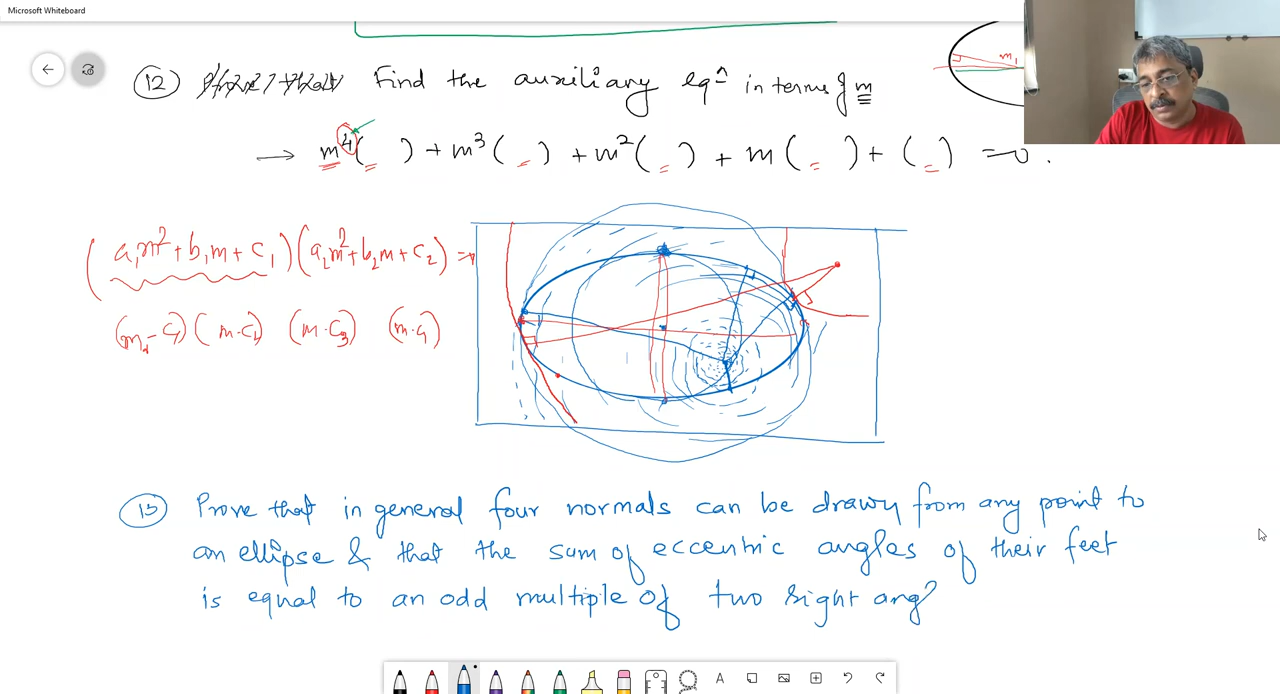 Microsoft Whiteboard
(12) Find the auxiliary eqⁿ in terms of m
→ m⁴( ) + m³( ) + m²( ) + m( ) + ( ) = 0.
m₁
(a₁m² + b₁m + c₁)(a₂m² + b₂m + c₂) =
Prove that in general four normals can be drawn from any point to
an ellipse & that the sum of eccentric angles of their feet
is equal to an odd multiple of two right ang
A